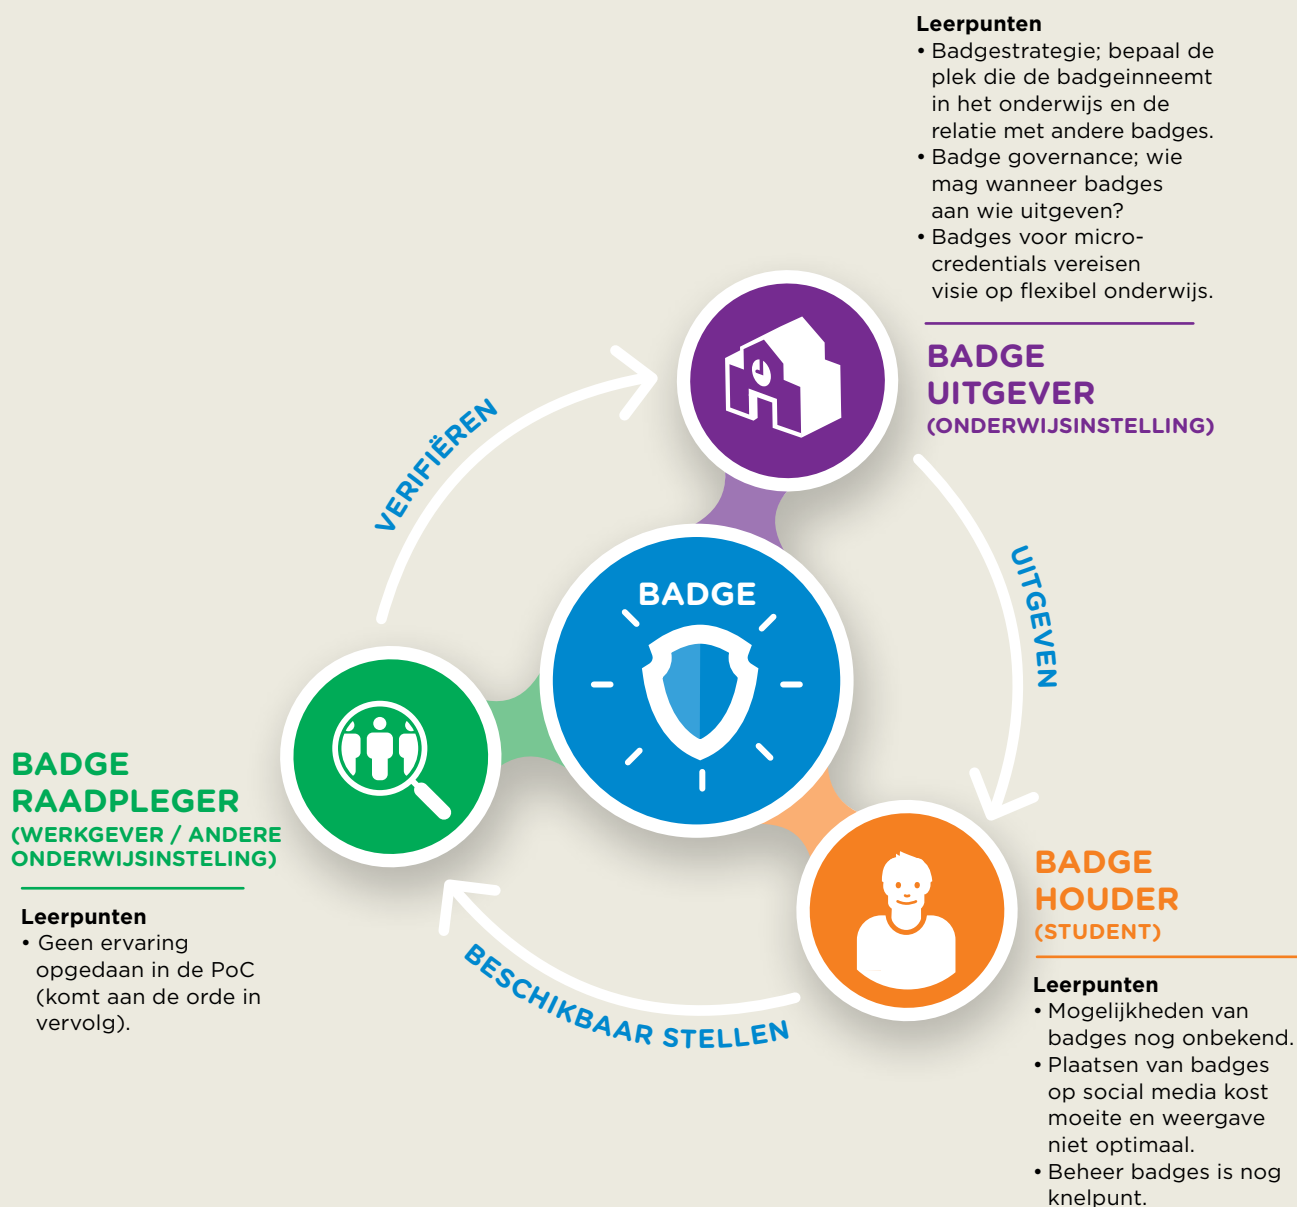 Leerpunten
• Badgestrategie; bepaal de
plek die de badgeinneemt
in het onderwijs en de
relatie met andere badges.
• Badge governance; wie
mag wanneer badges
aan wie uitgeven?
• Badges voor micro-
credentials vereisen
visie op flexibel onderwijs.
BADGE
UITGEVER
(ONDERWIJSINSTELLING)
VERIFIËREN
UITGEVEN
BADGE
BADGE
RAADPLEGER
(WERKGEVER / ANDERE
ONDERWIJSINSTELING)
Leerpunten
• Geen ervaring
opgedaan in de PoC
(komt aan de orde in
vervolg).
BESCHIKBAAR STELLEN
BADGE
HOUDER
(STUDENT)
Leerpunten
• Mogelijkheden van
badges nog onbekend.
• Plaatsen van badges
op social media kost
moeite en weergave
niet optimaal.
• Beheer badges is nog
knelpunt.